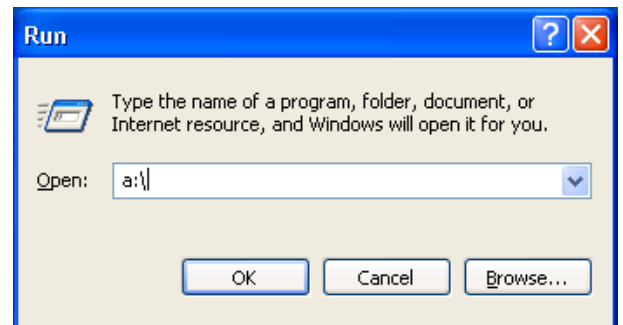 Run
Type the name of a program, folder, document, or
Internet resource, and Windows will open it for you.
Open: a:\
OK Cancel Browse...